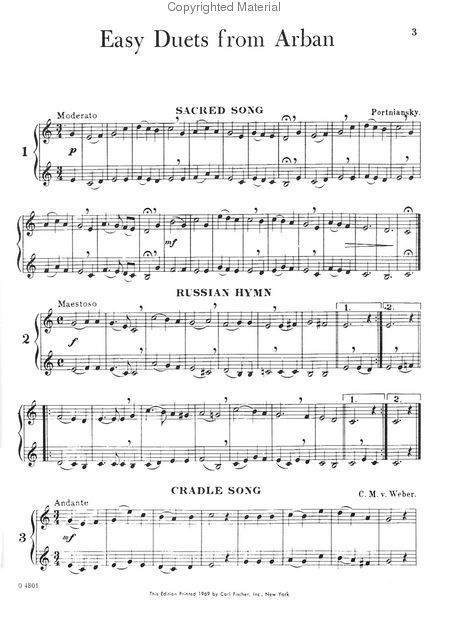 Copyrighted Material
Easy Duets from Arban
3
SACRED SONG
Moderato
Portniansky.
1
p
mf
RUSSIAN HYMN
Maestoso
1.
2.
2
f
1.
2.
CRADLE SONG
Andante
C. M. v. Weber.
3
mf
O 4801
This Edition Printed 1969 by Carl Fischer, Inc., New York